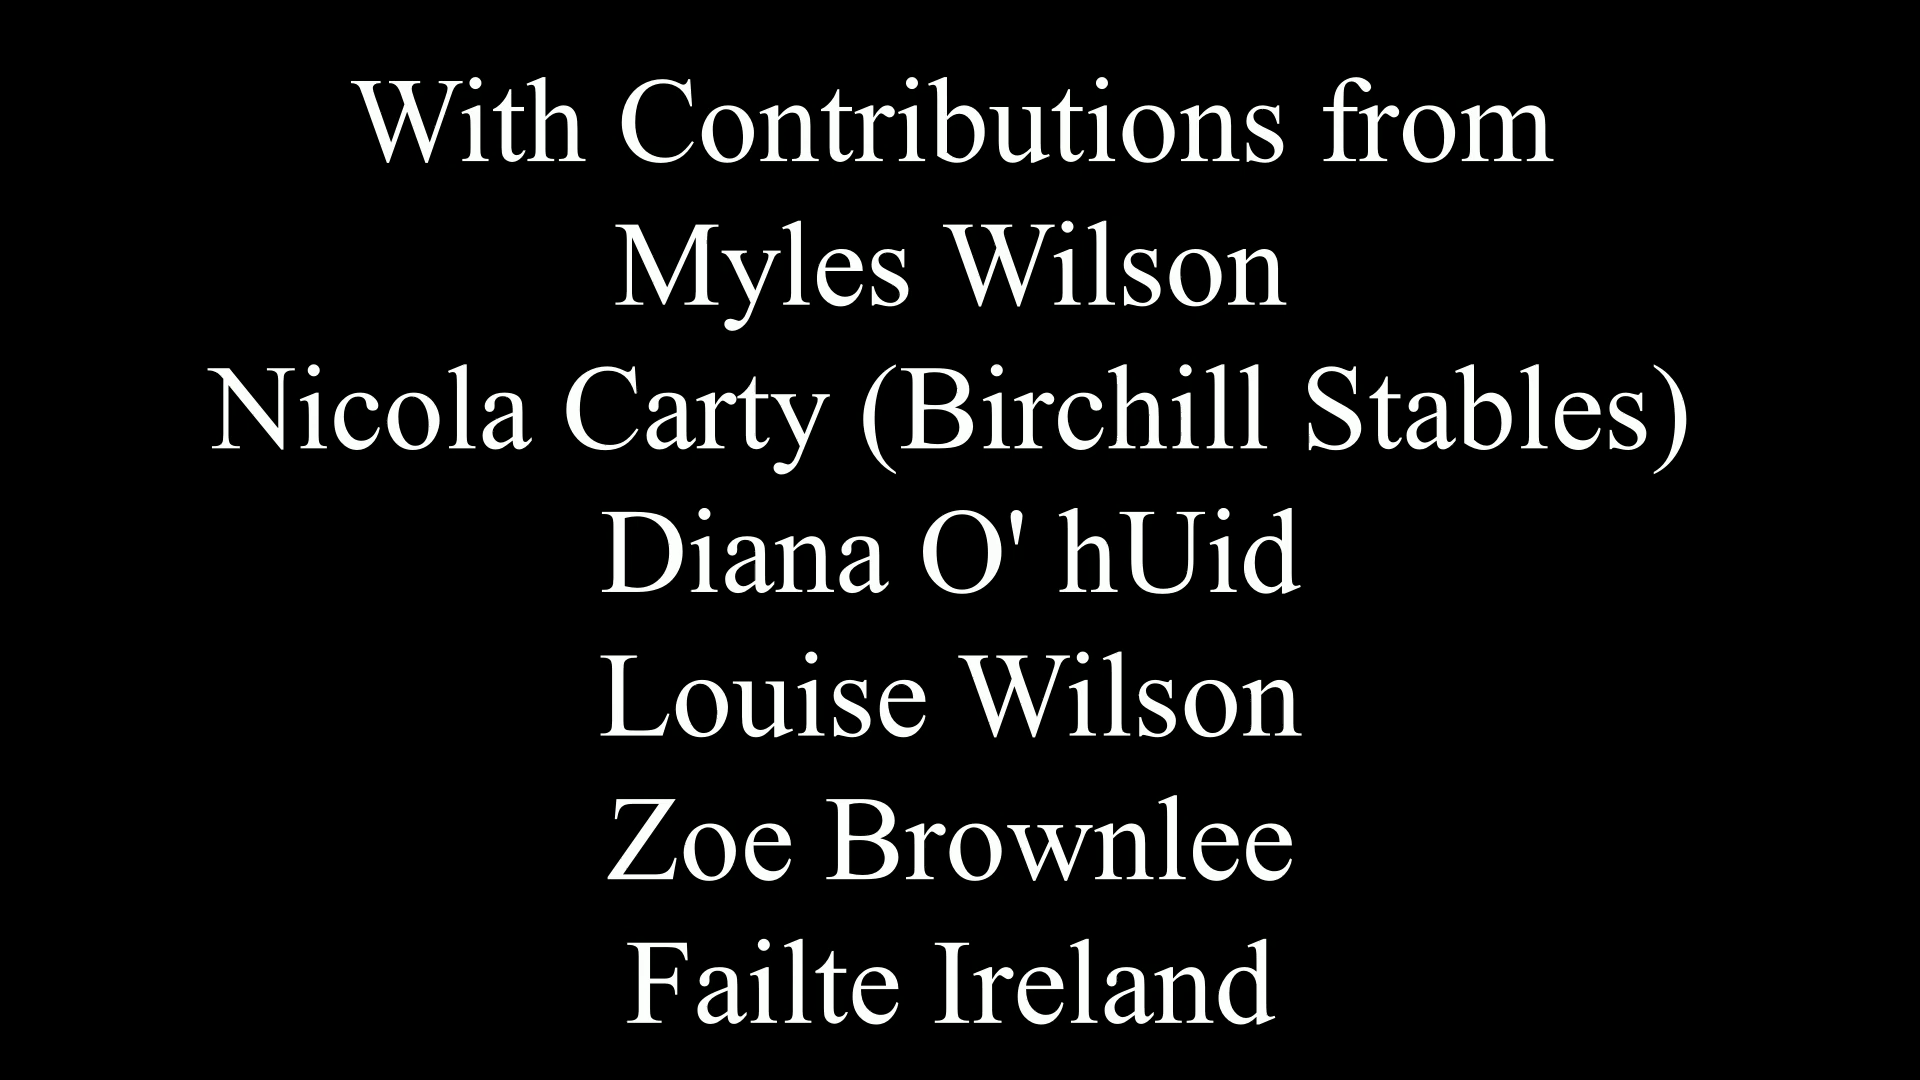 With Contributions from
Myles Wilson
Nicola Carty (Birchill Stables)
Diana O' hUid
Louise Wilson
Zoe Brownlee
Failte Ireland